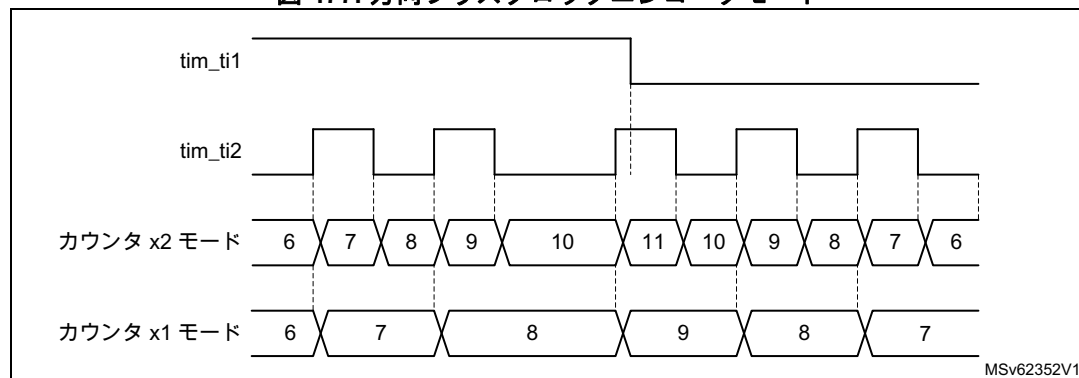 tim_ti1
tim_ti2
カウンタ x2 モード 6 7 8 9 10 11 10 9 8 7 6
カウンタ x1 モード 6 7 8 9 8 7
MSv62352V1